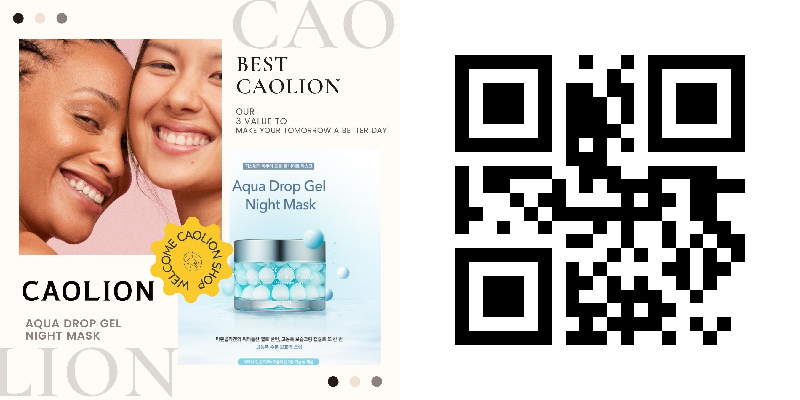 CAO
BEST
CAOLION
OUR
3 VALUE TO
MAKE YOUR TOMORROW A BETTER DAY
Aqua Drop Gel
Night Mask
WELCOME CAOLION SHOP
CAOLION
AQUA DROP GEL
NIGHT MASK
LION